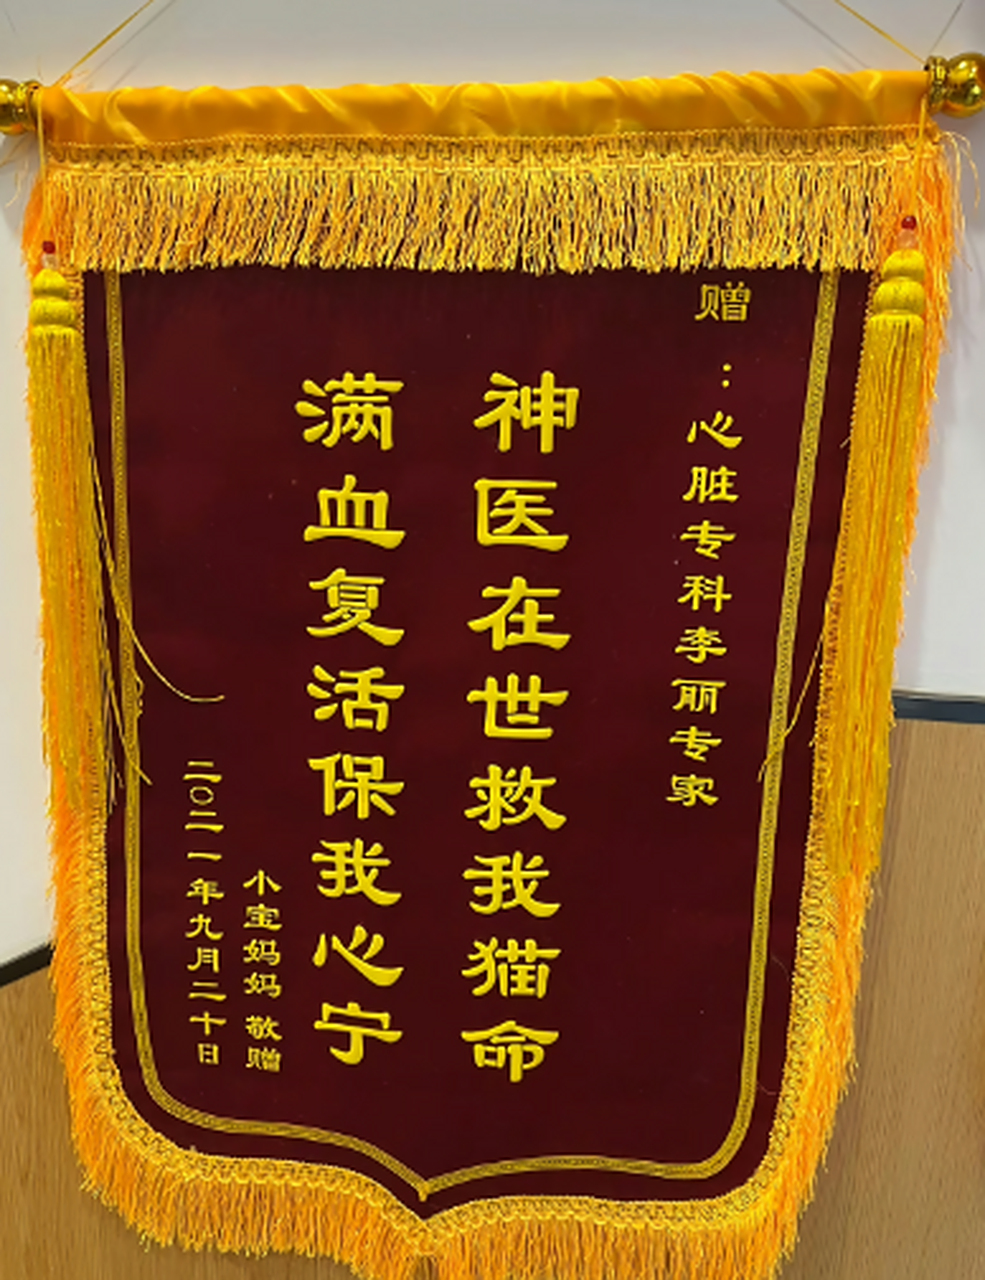 赠：心脏专科李丽专家
神医在世救我猫命
满血复活保我心宁
小宝妈妈 敬赠
二〇二一年九月二十日